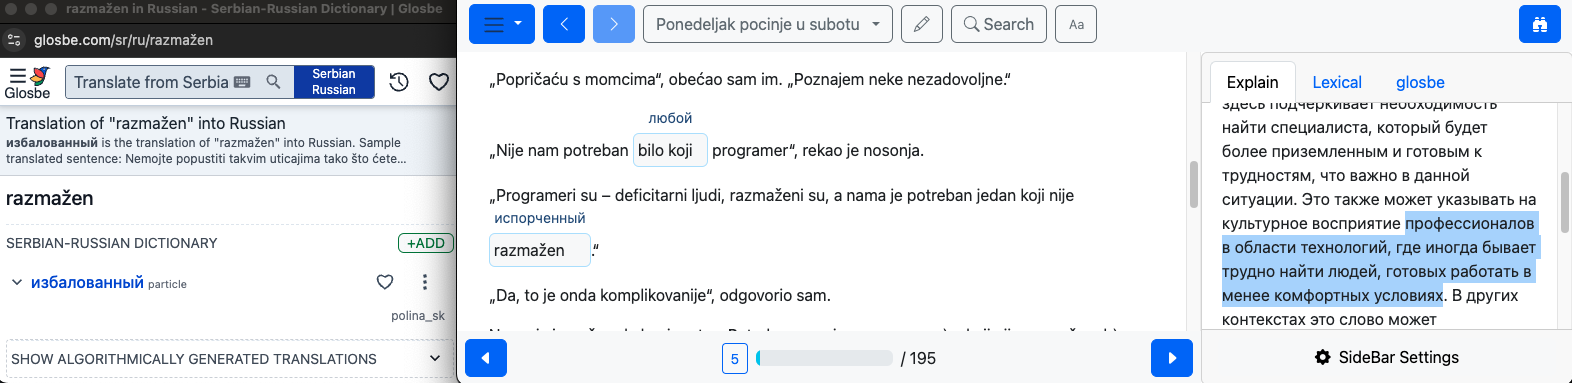 razmažen in Russian - Serbian-Russian Dictionary | Glosbe
glosbe.com/sr/ru/razmažen
Glosbe
Translate from Serbia
Serbian
Russian
Translation of "razmažen" into Russian
избалованный is the translation of "razmažen" into Russian. Sample
translated sentence: Nemojte popustiti takvim uticajima tako što ćete...
razmažen
SERBIAN-RUSSIAN DICTIONARY
+ADD
избалованный particle
polina_sk
SHOW ALGORITHMICALLY GENERATED TRANSLATIONS
Ponedeljak pocinje u subotu
Search
Aa
„Popričaću s momcima“, obećao sam im. „Poznajem neke nezadovoljne.“
любой
„Nije nam potreban bilo koji programer“, rekao je nosonja.
„Programeri su – deficitarni ljudi, razmaženi su, a nama je potreban jedan koji nije
испорченный
razmažen.“
„Da, to je onda komplikovanije“, odgovorio sam.
5 / 195
Explain
Lexical
glosbe
здесь подчеркивает необходимость
найти специалиста, который будет
более приземленным и готовым к
трудностям, что важно в данной
ситуации. Это также может указывать на
культурное восприятие профессионалов
в области технологий, где иногда бывает
трудно найти людей, готовых работать в
менее комфортных условиях. В других
контекстах это слово может
SideBar Settings